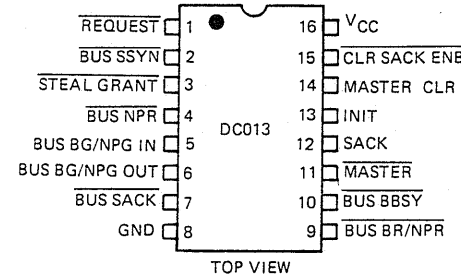 REQUEST 1 16 VCC
BUS SSYN 2 15 CLR SACK ENB
STEAL GRANT 3 14 MASTER CLR
BUS NPR 4 13 INIT
DC013
BUS BG/NPG IN 5 12 SACK
BUS BG/NPG OUT 6 11 MASTER
BUS SACK 7 10 BUS BBSY
GND 8 9 BUS BR/NPR
TOP VIEW